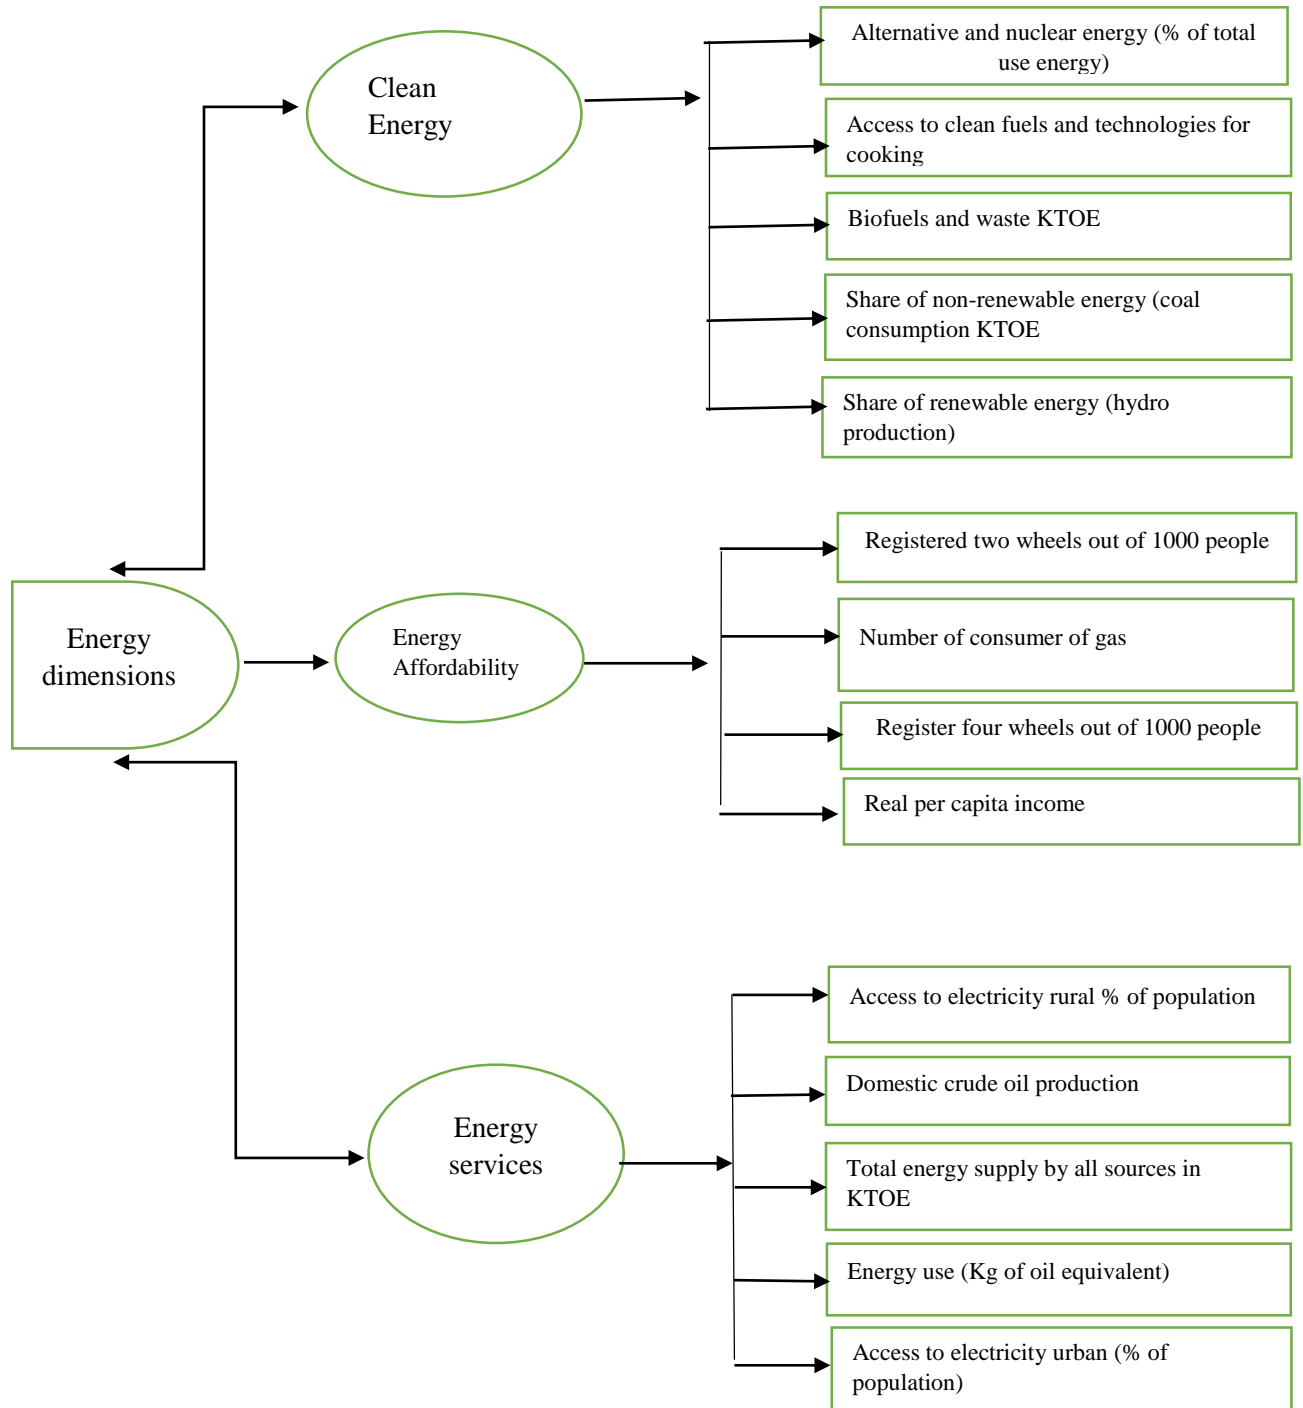 Alternative and nuclear energy (% of total
use energy)
Clean
Energy
Access to clean fuels and technologies for
cooking
Biofuels and waste KTOE
Share of non-renewable energy (coal
consumption KTOE
Share of renewable energy (hydro
production)
Registered two wheels out of 1000 people
Energy
dimensions
Energy
Affordability
Number of consumer of gas
Register four wheels out of 1000 people
Real per capita income
Access to electricity rural % of population
Domestic crude oil production
Energy
services
Total energy supply by all sources in
KTOE
Energy use (Kg of oil equivalent)
Access to electricity urban (% of
population)